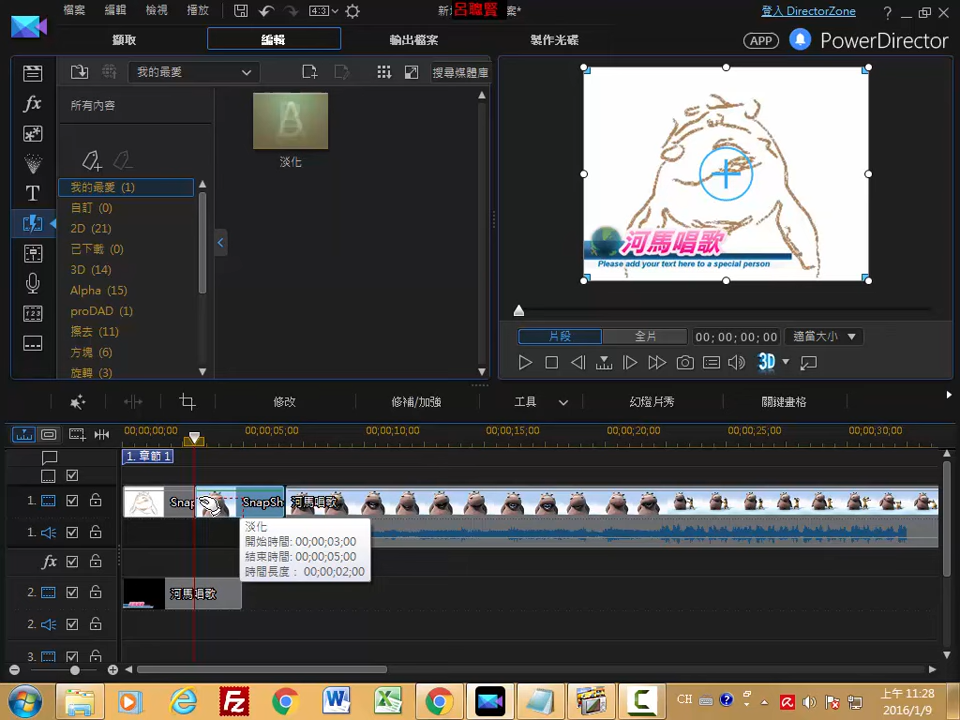 檔案 編輯 檢視 播放 4:3 新 呂聰賢 案* 登入 DirectorZone ?
擷取 編輯 輸出檔案 製作光碟 APP PowerDirector
我的最愛 搜尋媒體庫
所有內容
淡化
fx
T
我的最愛 (1)
自訂 (0)
2D (21)
已下載 (0)
3D (14)
Alpha (15)
proDAD (1)
擦去 (11)
方塊 (6)
旋轉 (3)
河馬唱歌
Please add your text here to a special person
片段 全片 00;00;00;00 適當大小
3D
修改 修補/加強 工具 幻燈片秀 關鍵畫格
00;00;00;00 00;00;05;00 00;00;10;00 00;00;15;00 00;00;20;00 00;00;25;00 00;00;30;00
1. 章節 1
1. Snap SnapSh 河馬唱歌
淡化
開始時間: 00;00;03;00
結束時間: 00;00;05;00
時間長度： 00;00;02;00
1.
fx
2. 河馬唱歌
2.
3.
CH ? 上午 11:28
2016/1/9